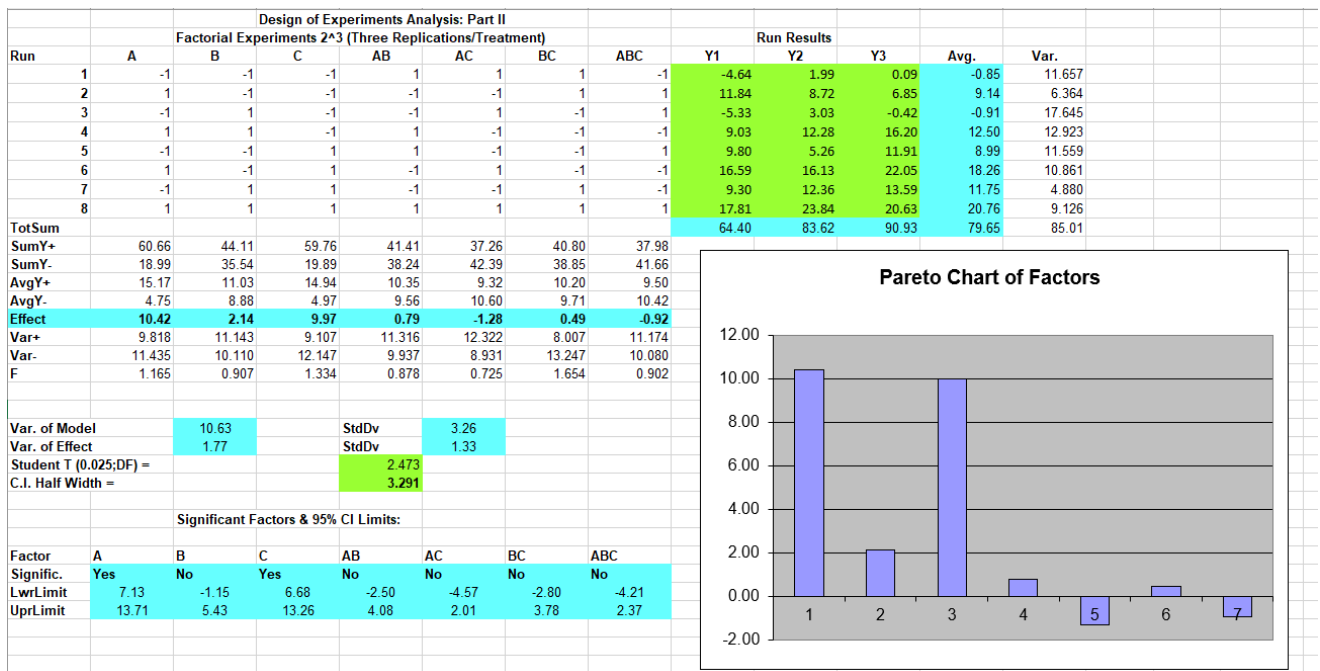 Design of Experiments Analysis: Part II
Factorial Experiments 2^3 (Three Replications/Treatment) Run Results
Run A B C AB AC BC ABC Y1 Y2 Y3 Avg. Var.
1 -1 -1 -1 1 1 1 -1 -4.64 1.99 0.09 -0.85 11.657
2 1 -1 -1 -1 -1 1 1 11.84 8.72 6.85 9.14 6.364
3 -1 1 -1 -1 1 -1 1 -5.33 3.03 -0.42 -0.91 17.645
4 1 1 -1 1 -1 -1 -1 9.03 12.28 16.20 12.50 12.923
5 -1 -1 1 1 -1 -1 1 9.80 5.26 11.91 8.99 11.559
6 1 -1 1 -1 1 -1 -1 16.59 16.13 22.05 18.26 10.861
7 -1 1 1 -1 -1 1 -1 9.30 12.36 13.59 11.75 4.880
8 1 1 1 1 1 1 1 17.81 23.84 20.63 20.76 9.126
TotSum 64.40 83.62 90.93 79.65 85.01
SumY+ 60.66 44.11 59.76 41.41 37.26 40.80 37.98
SumY- 18.99 35.54 19.89 38.24 42.39 38.85 41.66
AvgY+ 15.17 11.03 14.94 10.35 9.32 10.20 9.50
AvgY- 4.75 8.88 4.97 9.56 10.60 9.71 10.42
Effect 10.42 2.14 9.97 0.79 -1.28 0.49 -0.92
Var+ 9.818 11.143 9.107 11.316 12.322 8.007 11.174
Var- 11.435 10.110 12.147 9.937 8.931 13.247 10.080
F 1.165 0.907 1.334 0.878 0.725 1.654 0.902
Var. of Model 10.63 StdDv 3.26
Var. of Effect 1.77 StdDv 1.33
Student T (0.025;DF) = 2.473
C.I. Half Width = 3.291
Significant Factors & 95% CI Limits:
Factor A B C AB AC BC ABC
Signific. Yes No Yes No No No No
LwrLimit 7.13 -1.15 6.68 -2.50 -4.57 -2.80 -4.21
UprLimit 13.71 5.43 13.26 4.08 2.01 3.78 2.37
Pareto Chart of Factors
12.00
10.00
8.00
6.00
4.00
2.00
0.00
-2.00
1 2 3 4 5 6 7